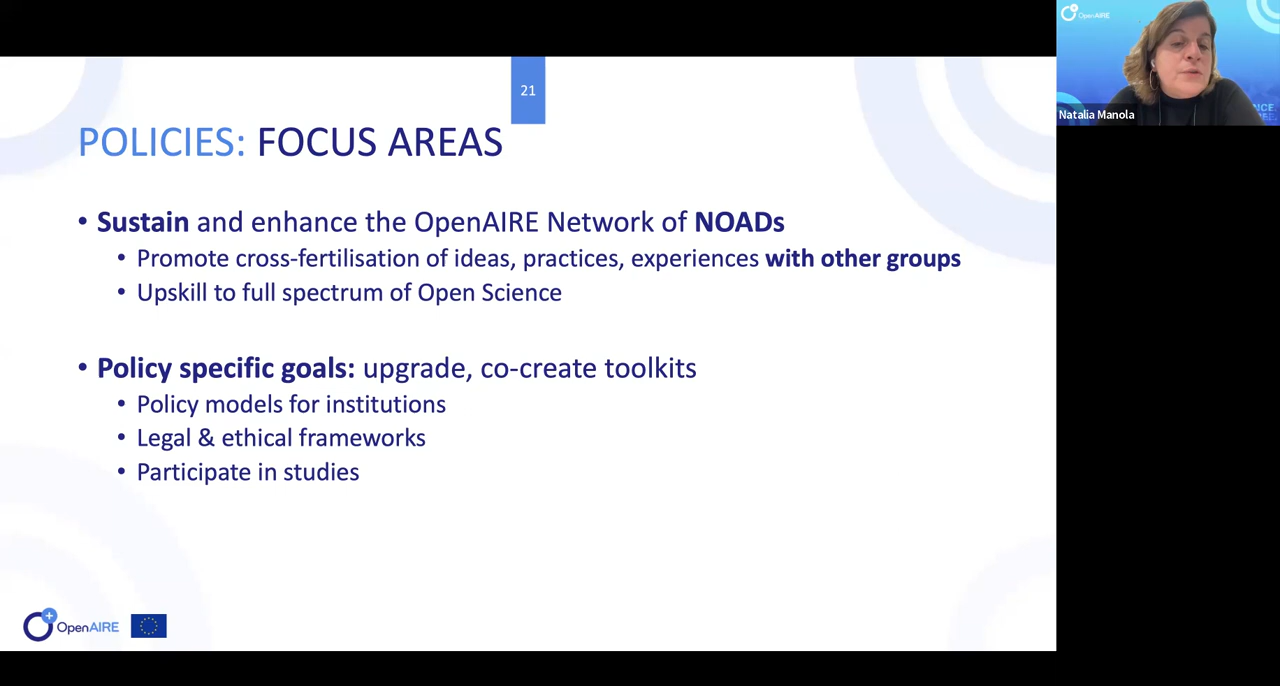 21
POLICIES: FOCUS AREAS
• Sustain and enhance the OpenAIRE Network of NOADs
• Promote cross-fertilisation of ideas, practices, experiences with other groups
• Upskill to full spectrum of Open Science
• Policy specific goals: upgrade, co-create toolkits
• Policy models for institutions
• Legal & ethical frameworks
• Participate in studies
OpenAIRE
OpenAIRE
Natalia Manola